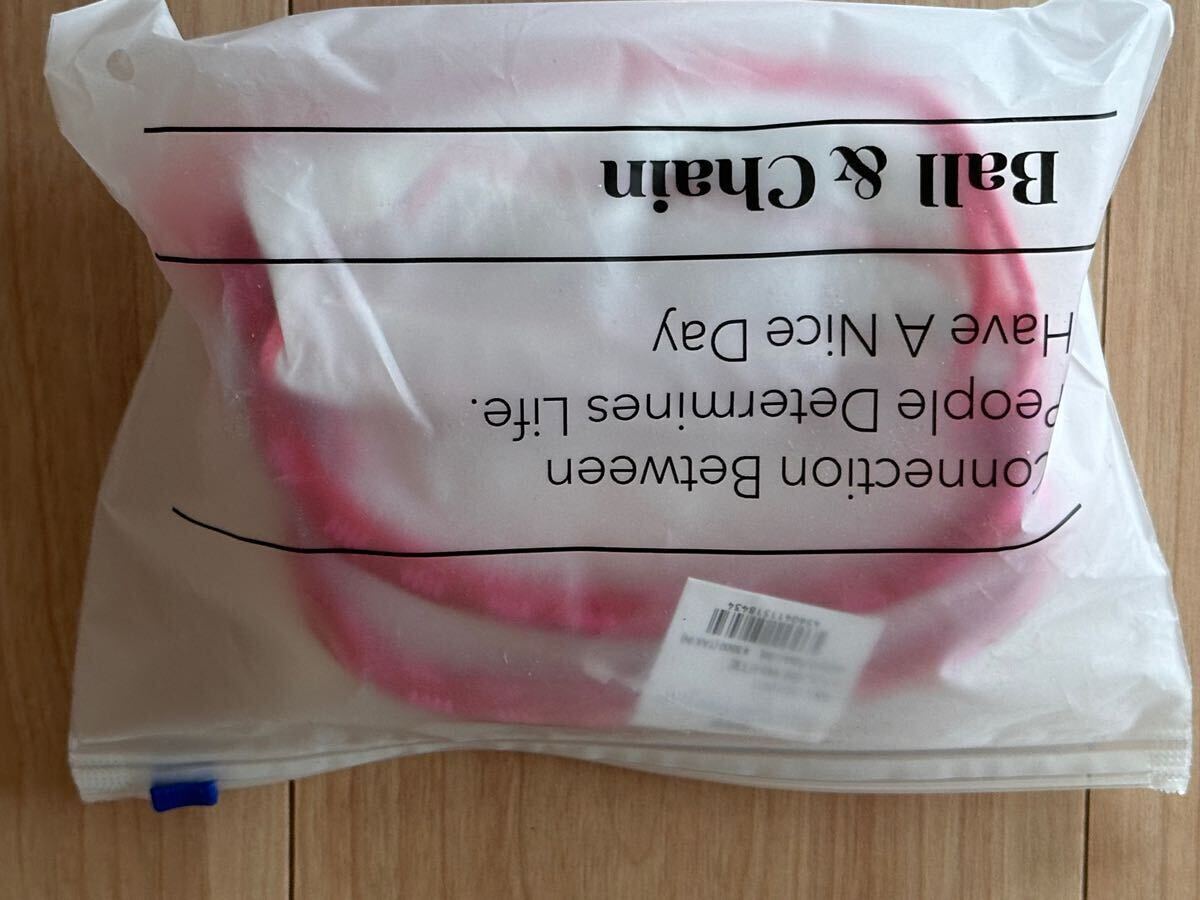 Connection Between
People Determines Life.
Have A Nice Day
Ball & Chain